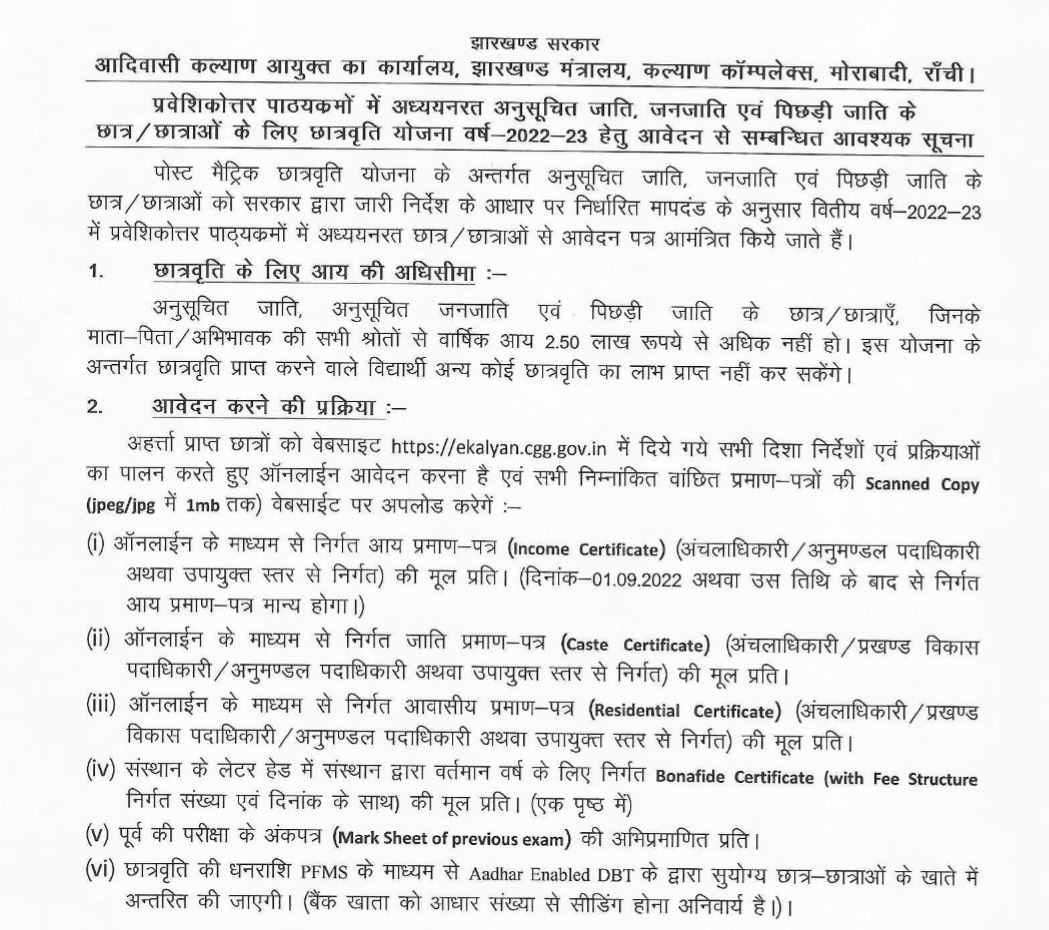 झारखण्ड सरकार
आदिवासी कल्याण आयुक्त का कार्यालय, झारखण्ड मंत्रालय, कल्याण कॉम्पलेक्स, मोराबादी, राँची।
प्रवेशिकोत्तर पाठयकमों में अध्ययनरत अनुसूचित जाति, जनजाति एवं पिछड़ी जाति के
छात्र/छात्राओं के लिए छात्रवृति योजना वर्ष–2022–23 हेतु आवेदन से सम्बन्धित आवश्यक सूचना
पोस्ट मैट्रिक छात्रवृति योजना के अन्तर्गत अनुसूचित जाति, जनजाति एवं पिछड़ी जाति के
छात्र/छात्राओं को सरकार द्वारा जारी निर्देश के आधार पर निर्धारित मापदंड के अनुसार वितीय वर्ष–2022–23
में प्रवेशिकोत्तर पाठ्यकमों में अध्ययनरत छात्र/छात्राओं से आवेदन पत्र आमंत्रित किये जाते हैं।
1. छात्रवृति के लिए आय की अधिसीमा :–
अनुसूचित जाति, अनुसूचित जनजाति एवं पिछड़ी जाति के छात्र/छात्राएँ, जिनके
माता–पिता/अभिभावक की सभी श्रोतों से वार्षिक आय 2.50 लाख रूपये से अधिक नहीं हो। इस योजना के
अन्तर्गत छात्रवृति प्राप्त करने वाले विद्यार्थी अन्य कोई छात्रवृति का लाभ प्राप्त नहीं कर सकेंगे।
2. आवेदन करने की प्रक्रिया :–
अहर्त्ता प्राप्त छात्रों को वेबसाइट https://ekalyan.cgg.gov.in में दिये गये सभी दिशा निर्देशों एवं प्रक्रियाओं
का पालन करते हुए ऑनलाईन आवेदन करना है एवं सभी निम्नांकित वांछित प्रमाण–पत्रों की Scanned Copy
(jpeg/jpg में 1mb तक) वेबसाईट पर अपलोड करेगें :–
(i) ऑनलाईन के माध्यम से निर्गत आय प्रमाण–पत्र (Income Certificate) (अंचलाधिकारी/अनुमण्डल पदाधिकारी
अथवा उपायुक्त स्तर से निर्गत) की मूल प्रति। (दिनांक–01.09.2022 अथवा उस तिथि के बाद से निर्गत
आय प्रमाण–पत्र मान्य होगा।)
(ii) ऑनलाईन के माध्यम से निर्गत जाति प्रमाण–पत्र (Caste Certificate) (अंचलाधिकारी/प्रखण्ड विकास
पदाधिकारी/अनुमण्डल पदाधिकारी अथवा उपायुक्त स्तर से निर्गत) की मूल प्रति।
(iii) ऑनलाईन के माध्यम से निर्गत आवासीय प्रमाण–पत्र (Residential Certificate) (अंचलाधिकारी/प्रखण्ड
विकास पदाधिकारी/अनुमण्डल पदाधिकारी अथवा उपायुक्त स्तर से निर्गत) की मूल प्रति।
(iv) संस्थान के लेटर हेड में संस्थान द्वारा वर्तमान वर्ष के लिए निर्गत Bonafide Certificate (with Fee Structure
निर्गत संख्या एवं दिनांक के साथ) की मूल प्रति। (एक पृष्ठ में)
(v) पूर्व की परीक्षा के अंकपत्र (Mark Sheet of previous exam) की अभिप्रमाणित प्रति।
(vi) छात्रवृति की धनराशि PFMS के माध्यम से Aadhar Enabled DBT के द्वारा सुयोग्य छात्र–छात्राओं के खाते में
अन्तरित की जाएगी। (बैंक खाता को आधार संख्या से सीडिंग होना अनिवार्य है।)।